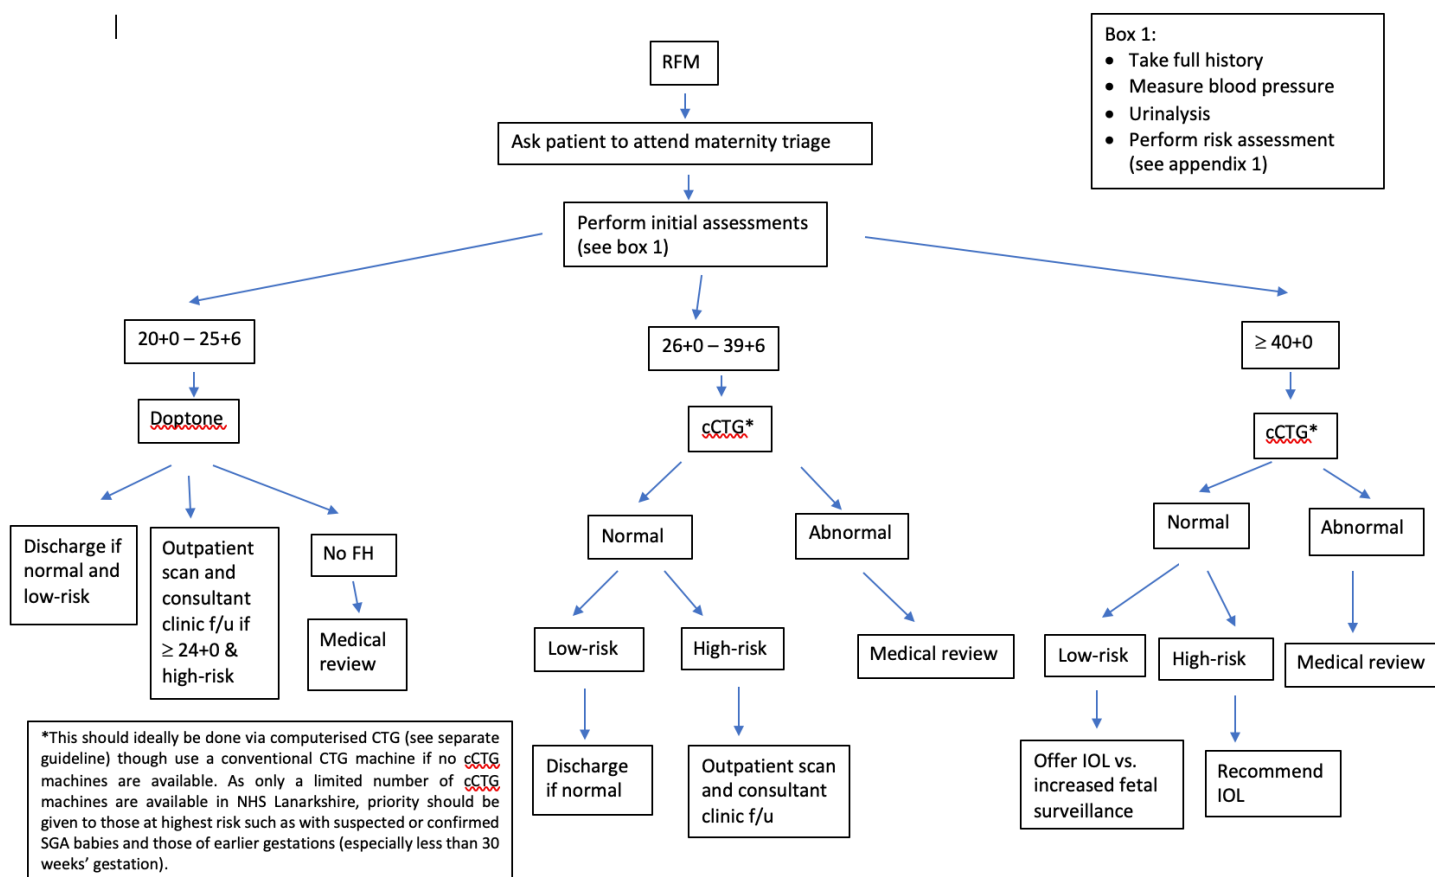 RFM
Ask patient to attend maternity triage
Perform initial assessments
(see box 1)
Box 1:
• Take full history
• Measure blood pressure
• Urinalysis
• Perform risk assessment
(see appendix 1)
20+0 – 25+6
26+0 – 39+6
≥ 40+0
Doptone
cCTG*
cCTG*
Discharge if
normal and
low-risk
Outpatient
scan and
consultant
clinic f/u if
≥ 24+0 &
high-risk
No FH
Medical
review
Normal
Abnormal
Low-risk
High-risk
Medical review
Discharge
if normal
Outpatient scan
and consultant
clinic f/u
Normal
Abnormal
Low-risk
High-risk
Medical review
Offer IOL vs.
increased fetal
surveillance
Recommend
IOL
*This should ideally be done via computerised CTG (see separate
guideline) though use a conventional CTG machine if no cCTG
machines are available. As only a limited number of cCTG
machines are available in NHS Lanarkshire, priority should be
given to those at highest risk such as with suspected or confirmed
SGA babies and those of earlier gestations (especially less than 30
weeks’ gestation).